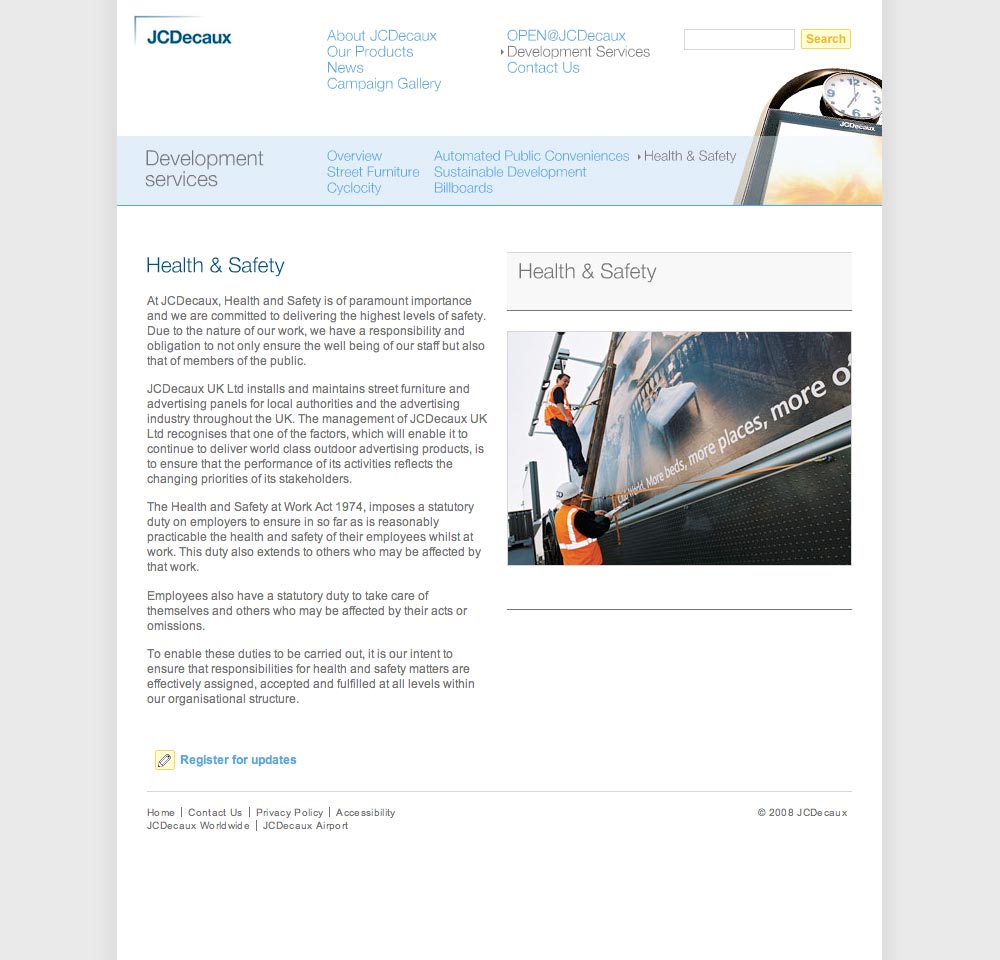 JCDecaux
About JCDecaux
Our Products
News
Campaign Gallery
OPEN@JCDecaux
Development Services
Contact Us
Search
12
9
3
6
JCDecaux
Development
services
Overview
Street Furniture
Cyclocity
Automated Public Conveniences
Sustainable Development
Billboards
Health & Safety
Health & Safety
At JCDecaux, Health and Safety is of paramount importance
and we are committed to delivering the highest levels of safety.
Due to the nature of our work, we have a responsibility and
obligation to not only ensure the well being of our staff but also
that of members of the public.
JCDecaux UK Ltd installs and maintains street furniture and
advertising panels for local authorities and the advertising
industry throughout the UK. The management of JCDecaux UK
Ltd recognises that one of the factors, which will enable it to
continue to deliver world class outdoor advertising products, is
to ensure that the performance of its activities reflects the
changing priorities of its stakeholders.
The Health and Safety at Work Act 1974, imposes a statutory
duty on employers to ensure in so far as is reasonably
practicable the health and safety of their employees whilst at
work. This duty also extends to others who may be affected by
that work.
Employees also have a statutory duty to take care of
themselves and others who may be affected by their acts or
omissions.
To enable these duties to be carried out, it is our intent to
ensure that responsibilities for health and safety matters are
effectively assigned, accepted and fulfilled at all levels within
our organisational structure.
Health & Safety
World. More beds, more places, more o
Register for updates
Home | Contact Us | Privacy Policy | Accessibility
JCDecaux Worldwide | JCDecaux Airport
© 2008 JCDecaux